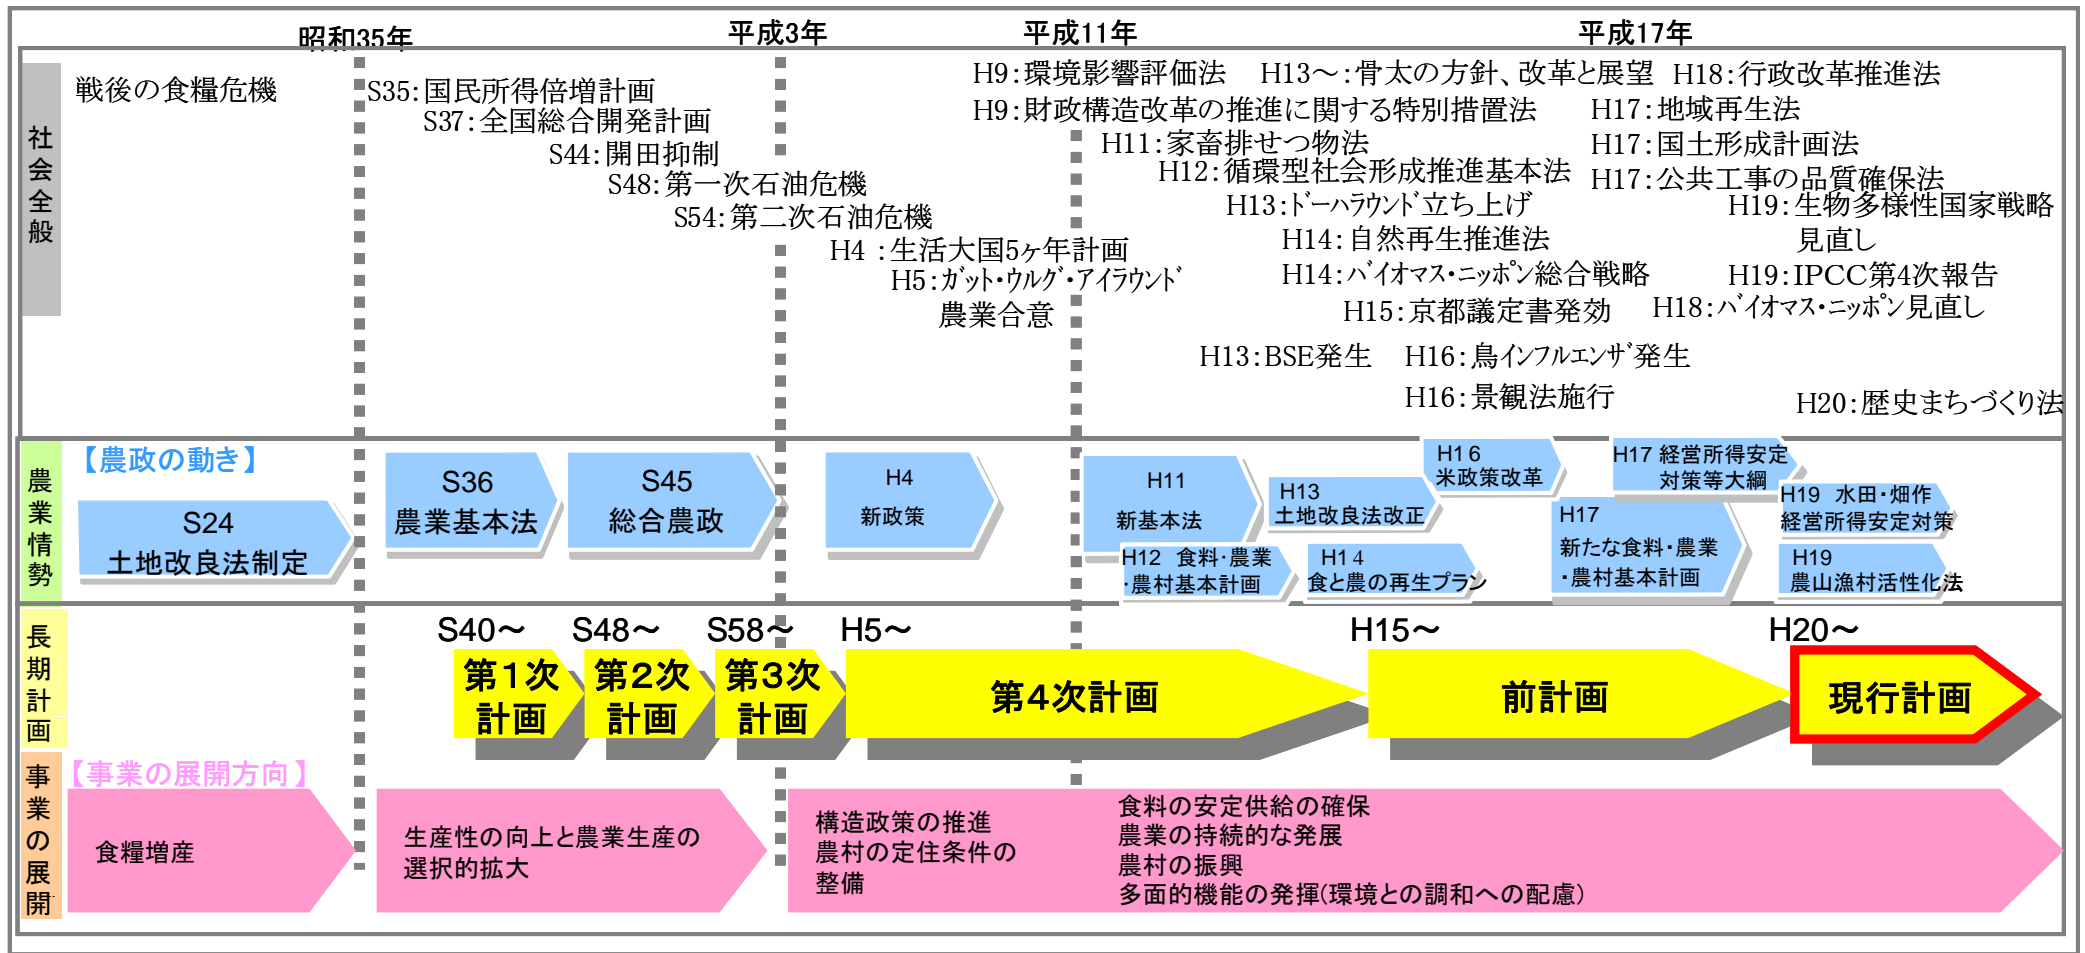 昭和35年
平成3年
平成11年
平成17年
社会全般
戦後の食糧危機
S35：国民所得倍増計画
S37：全国総合開発計画
S44：開田抑制
S48：第一次石油危機
S54：第二次石油危機
H4 ：生活大国5ヶ年計画
H5：ｶﾞｯﾄ・ｳﾙｸﾞ・ｱｲﾗｳﾝﾄﾞ
農業合意
H9：環境影響評価法
H13～：骨太の方針、改革と展望
H18：行政改革推進法
H9：財政構造改革の推進に関する特別措置法
H17：地域再生法
H11：家畜排せつ物法
H17：国土形成計画法
H12：循環型社会形成推進基本法
H17：公共工事の品質確保法
H13：ﾄﾞｰﾊﾗｳﾝﾄﾞ立ち上げ
H19：生物多様性国家戦略
見直し
H14：自然再生推進法
H14：ﾊﾞｲｵﾏｽ・ﾆｯﾎﾟﾝ総合戦略
H19：IPCC第4次報告
H15：京都議定書発効
H18：ﾊﾞｲｵﾏｽ・ﾆｯﾎﾟﾝ見直し
H13：BSE発生
H16：鳥ｲﾝﾌﾙｴﾝｻﾞ発生
H16：景観法施行
H20：歴史まちづくり法
農業情勢
【農政の動き】
S24
土地改良法制定
S36
農業基本法
S45
総合農政
H4
新政策
H11
新基本法
H12 食料・農業
・農村基本計画
H13
土地改良法改正
H14
食と農の再生プラン
H16
米政策改革
H17 経営所得安定
対策等大綱
H17
新たな食料・農業
・農村基本計画
H19 水田・畑作
経営所得安定対策
H19
農山漁村活性化法
長期計画
S40～
第１次
計画
S48～
第２次
計画
S58～
第３次
計画
H5～
第４次計画
H15～
前計画
H20～
現行計画
事業の展開
【事業の展開方向】
食糧増産
生産性の向上と農業生産の
選択的拡大
構造政策の推進
農村の定住条件の
整備
食料の安定供給の確保
農業の持続的な発展
農村の振興
多面的機能の発揮(環境との調和への配慮)